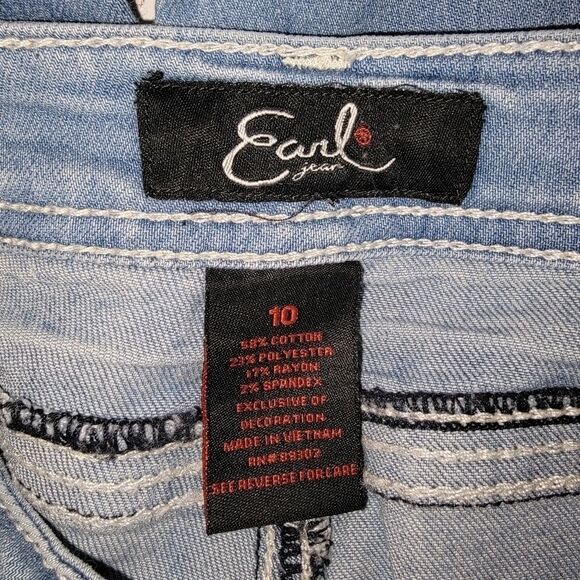 Earl
jean
10
58% COTTON
23% POLYESTER
17% RAYON
2% SPANDEX
EXCLUSIVE OF
DECORATION
MADE IN VIETNAM
RN# 89302
SEE REVERSE FOR CARE